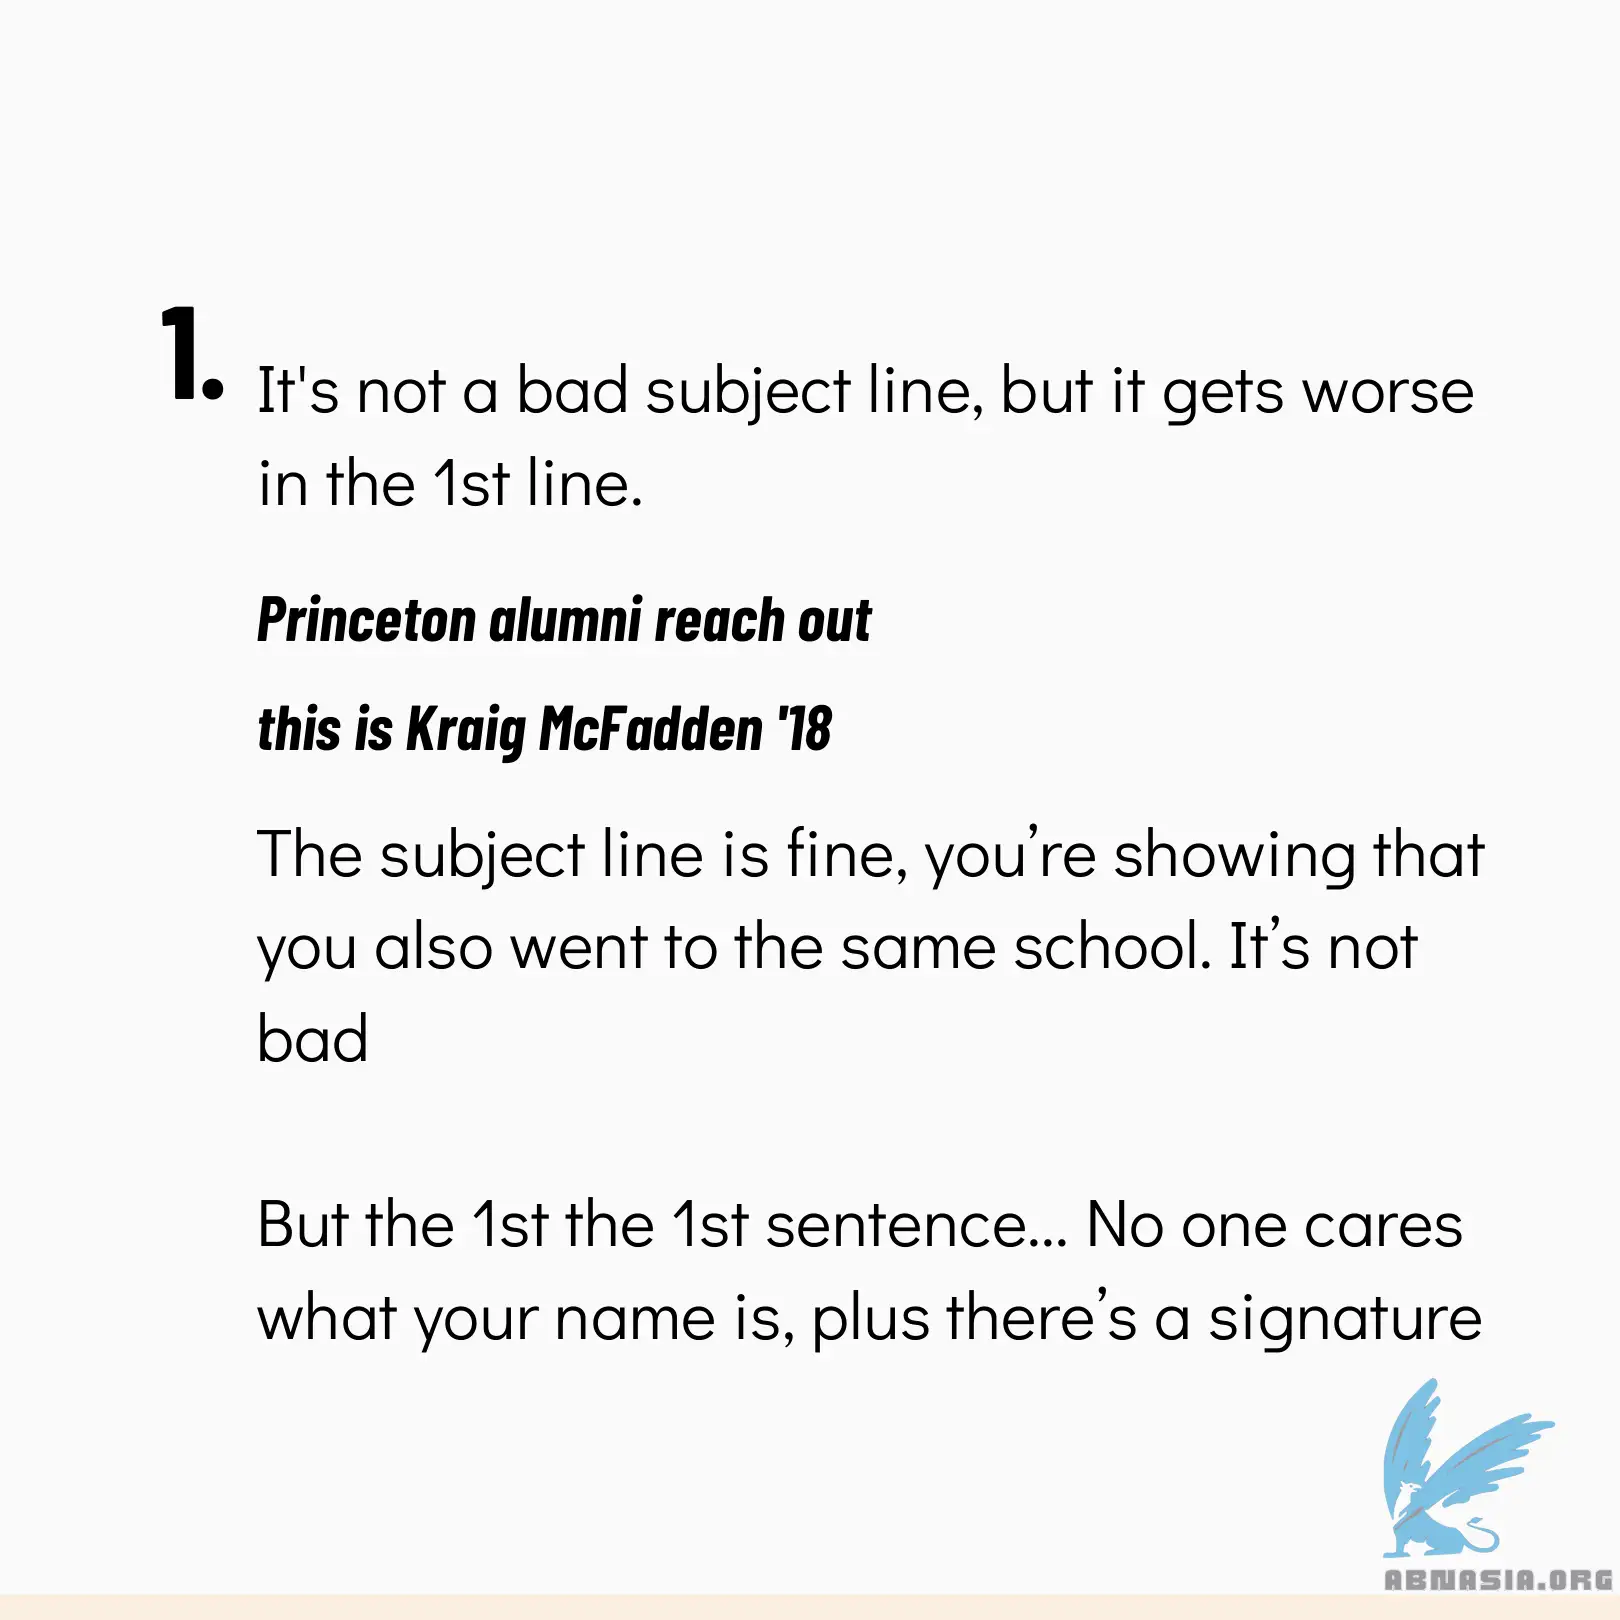 1.
It's not a bad subject line, but it gets worse
in the 1st line.
Princeton alumni reach out
this is Kraig McFadden '18
The subject line is fine, you’re showing that
you also went to the same school. It’s not
bad
But the 1st the 1st sentence... No one cares
what your name is, plus there’s a signature
ABNASIA.ORG